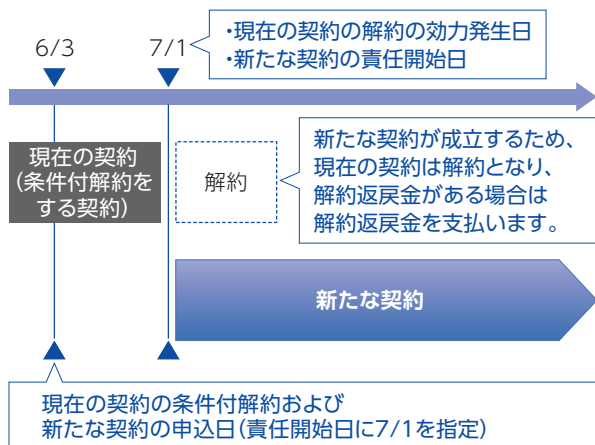 6/3
7/1
・現在の契約の解約の効力発生日
・新たな契約の責任開始日
現在の契約
(条件付解約を
する契約)
解約
新たな契約が成立するため、
現在の契約は解約となり、
解約返戻金がある場合は
解約返戻金を支払います。
新たな契約
現在の契約の条件付解約および
新たな契約の申込日(責任開始日に7/1を指定)